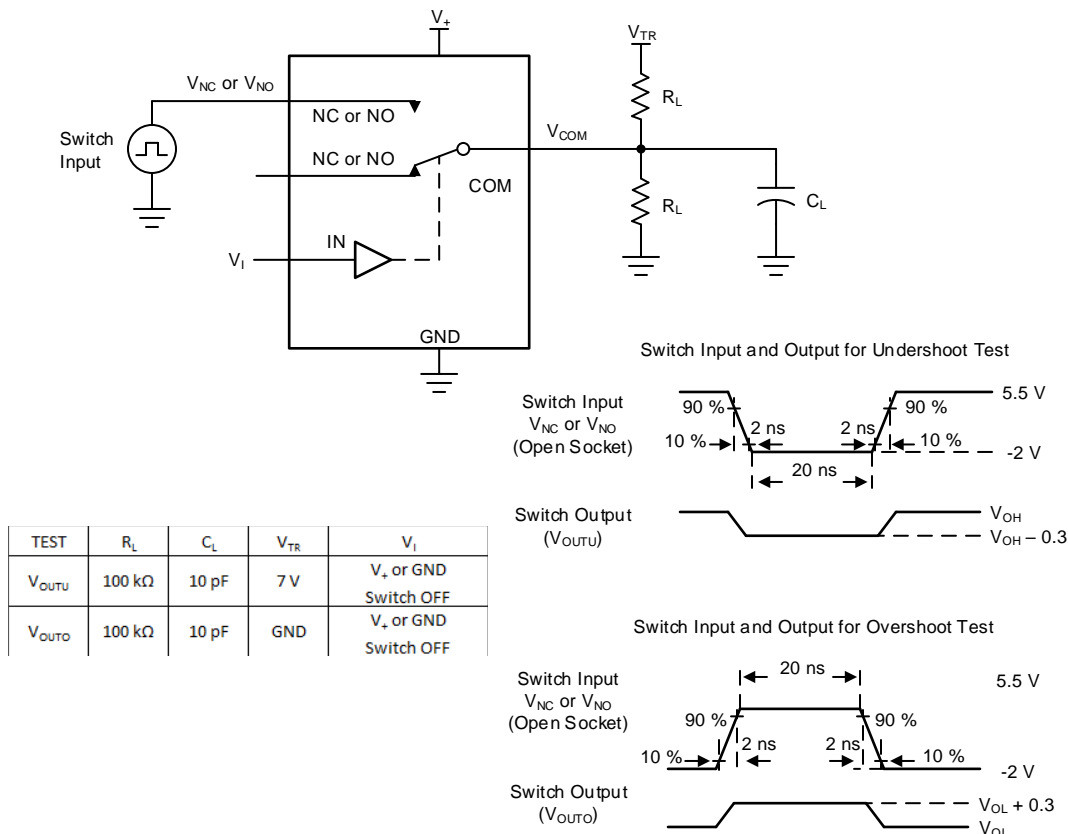 V+
VTR
VNC or VNO
RL
NC or NO
Switch
Input
VCOM
NC or NO
COM
RL
CL
IN
VI
GND
Switch Input and Output for Undershoot Test
5.5 V
Switch Input
VNC or VNO
(Open Socket)
90 %
90 %
2 ns
2 ns
10 %
10 %
-2 V
20 ns
Switch Output
(VOUTU)
VOH
VOH – 0.3
TEST RL CL VTR VI
VOUTU 100 kΩ 10 pF 7 V V+ or GND
Switch OFF
VOUTO 100 kΩ 10 pF GND V+ or GND
Switch OFF
Switch Input and Output for Overshoot Test
20 ns
5.5 V
Switch Input
VNC or VNO
(Open Socket)
90 %
90 %
2 ns
2 ns
10 %
10 %
-2 V
Switch Output
(VOUTO)
VOL + 0.3
VOL